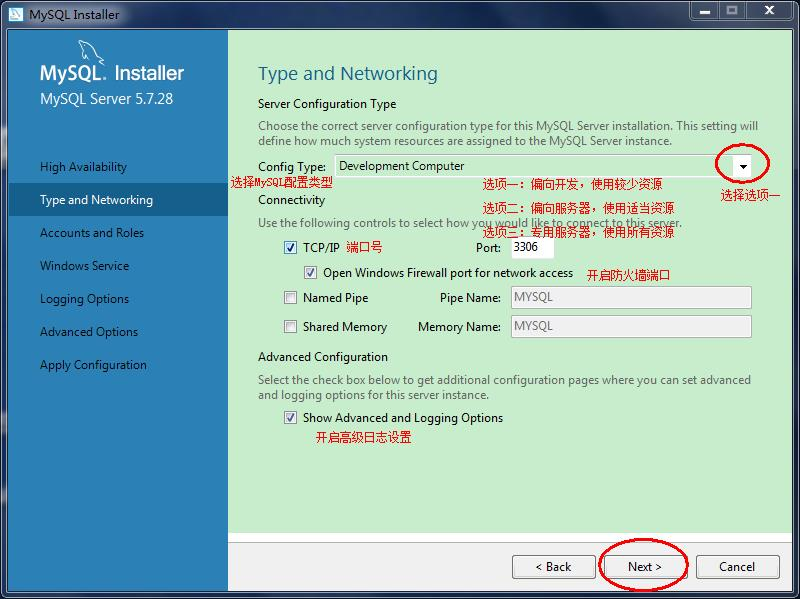 MySQL Installer
MySQL. Installer
MySQL Server 5.7.28
High Availability
Type and Networking
Accounts and Roles
Windows Service
Logging Options
Advanced Options
Apply Configuration
Type and Networking
Server Configuration Type
Choose the correct server configuration type for this MySQL Server installation. This setting will
define how much system resources are assigned to the MySQL Server instance.
Config Type: Development Computer
选择MySQL配置类型
选项一：偏向开发，使用较少资源
选择选项一
Connectivity
选项二：偏向服务器，使用适当资源
Use the following controls to select how you would like to connect to this server.
选项三：专用服务器，使用所有资源
TCP/IP 端口号 Port: 3306
Open Windows Firewall port for network access 开启防火墙端口
Named Pipe Pipe Name: MYSQL
Shared Memory Memory Name: MYSQL
Advanced Configuration
Select the check box below to get additional configuration pages where you can set advanced
and logging options for this server instance.
Show Advanced and Logging Options
开启高级日志设置
< Back Next > Cancel